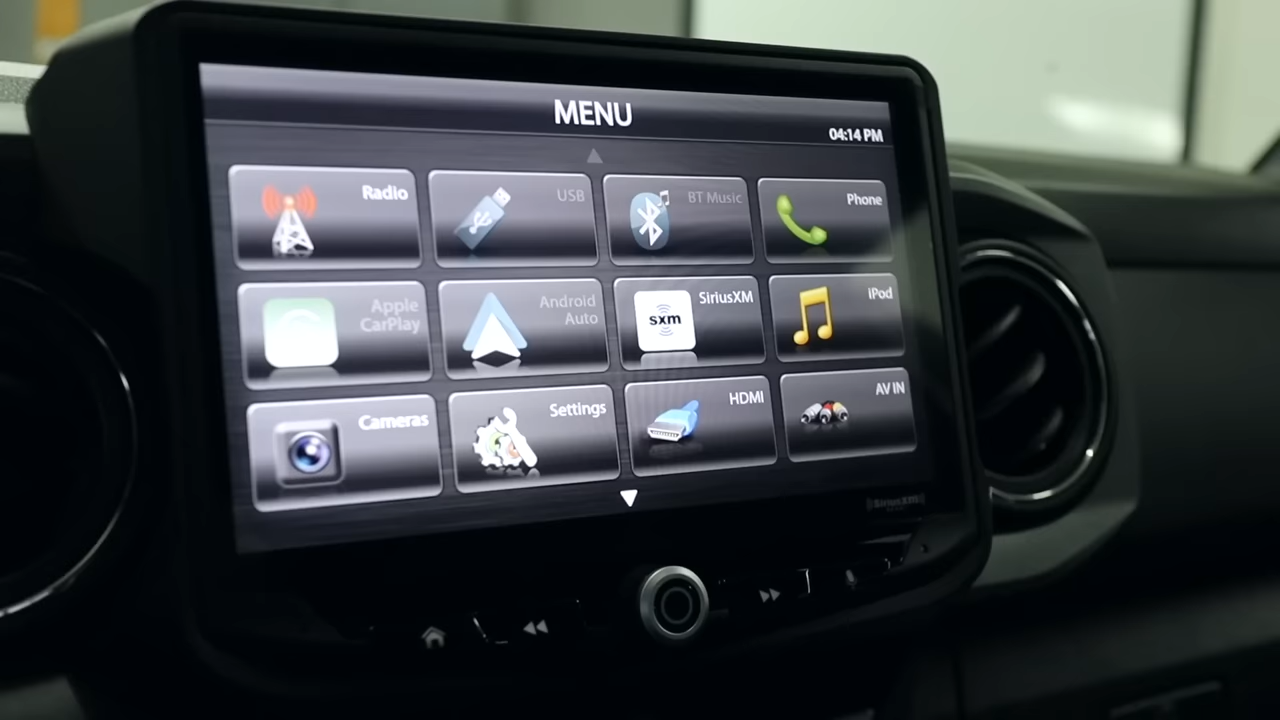 MENU
04:14 PM
Radio
USB
BT Music
Phone
Apple
CarPlay
Android
Auto
sxm
SiriusXM
iPod
Cameras
Settings
HDMI
AV IN
SiriusXM